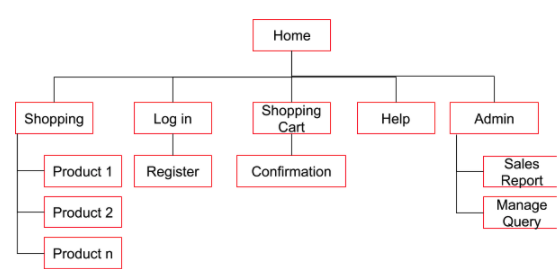 Home
Shopping
Log in
Shopping
Cart
Help
Admin
Product 1
Register
Confirmation
Sales
Report
Product 2
Manage
Query
Product n